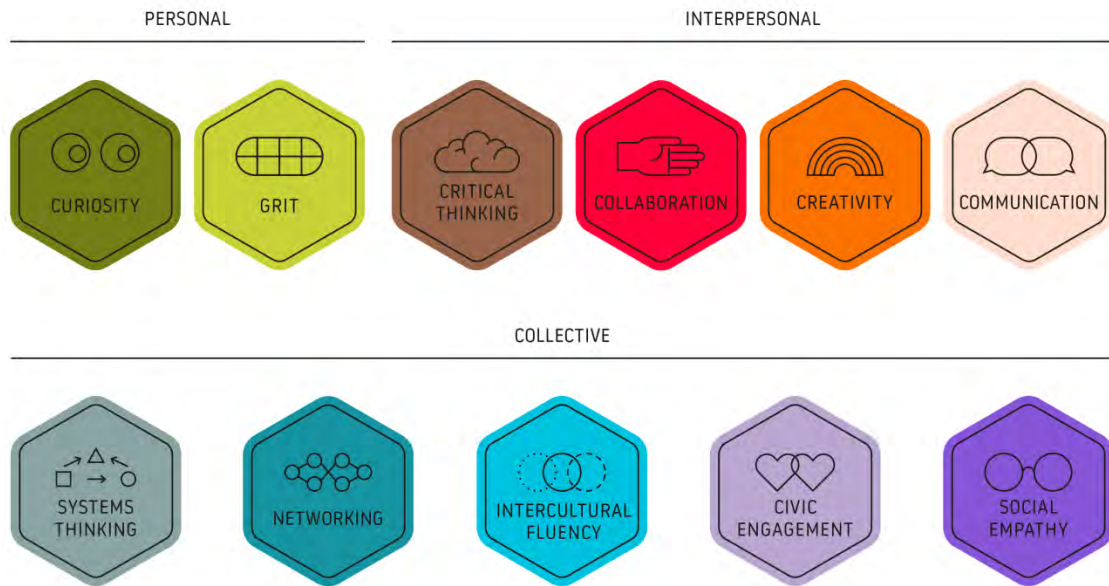 PERSONAL
INTERPERSONAL
CURIOSITY
GRIT
CRITICAL
THINKING
COLLABORATION
CREATIVITY
COMMUNICATION
COLLECTIVE
SYSTEMS
THINKING
NETWORKING
INTERCULTURAL
FLUENCY
CIVIC
ENGAGEMENT
SOCIAL
EMPATHY